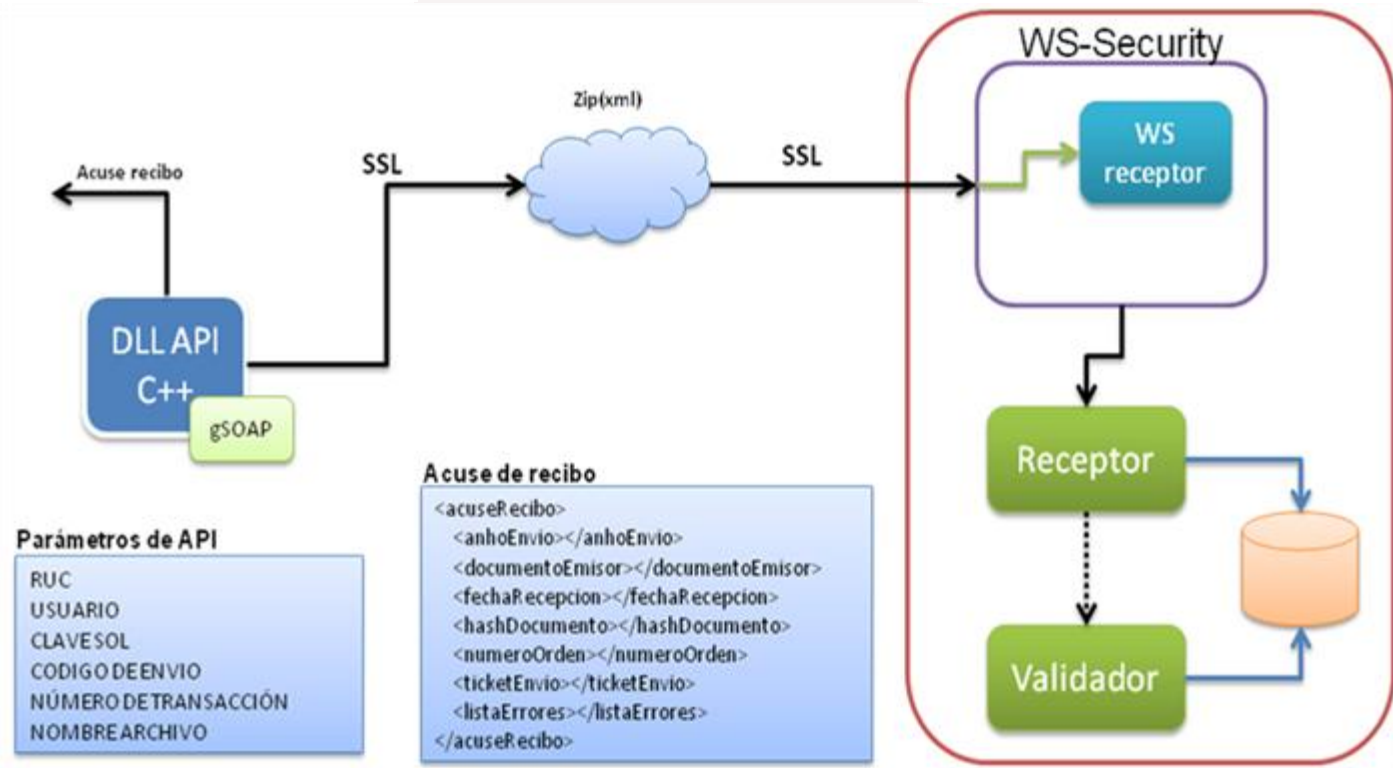 WS-Security
Zip(xml)
WS
receptor
SSL
SSL
Acuse recibo
DLL API
C++
gSOAP
Receptor
Validador
Acuse de recibo
<acuseRecibo>
<anhoEnvio></anhoEnvio>
<documentoEmisor></documentoEmisor>
<fechaRecepcion></fechaRecepcion>
<hashDocumento></hashDocumento>
<numeroOrden></numeroOrden>
<ticketEnvio></ticketEnvio>
<listaErrores></listaErrores>
</acuseRecibo>
Parámetros de API
RUC
USUARIO
CLAVE SOL
CODIGO DE ENVIO
NÚMERO DE TRANSACCIÓN
NOMBRE ARCHIVO